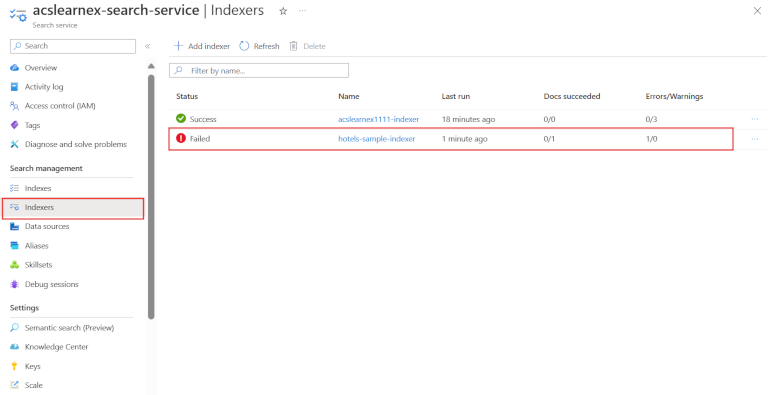 acslearnex-search-service | Indexers
Search service
Search
Overview
Activity log
Access control (IAM)
Tags
Diagnose and solve problems
Search management
Indexes
Indexers
Data sources
Aliases
Skillsets
Debug sessions
Settings
Semantic search (Preview)
Knowledge Center
Keys
Scale
Add indexer Refresh Delete
Filter by name...
Status Name Last run Docs succeeded Errors/Warnings
Success acslearnex1111-indexer 18 minutes ago 0/0 0/3
Failed hotels-sample-indexer 1 minute ago 0/1 1/0